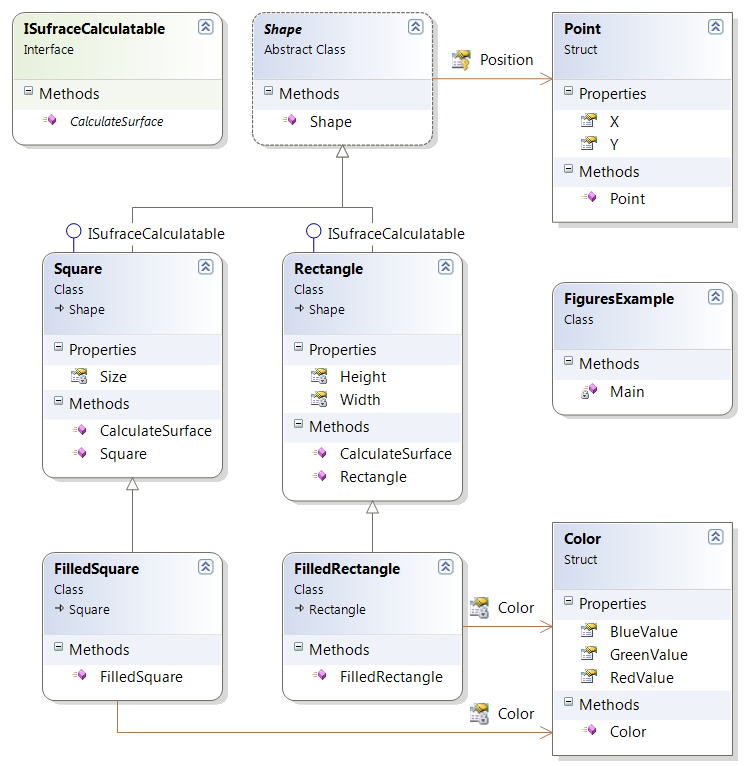 ISufraceCalculatable
Interface
Methods
CalculateSurface
Shape
Abstract Class
Methods
Shape
Position
Point
Struct
Properties
X
Y
Methods
Point
ISufraceCalculatable
Square
Class
Shape
Properties
Size
Methods
CalculateSurface
Square
ISufraceCalculatable
Rectangle
Class
Shape
Properties
Height
Width
Methods
CalculateSurface
Rectangle
FiguresExample
Class
Methods
Main
FilledSquare
Class
Square
Methods
FilledSquare
FilledRectangle
Class
Rectangle
Methods
FilledRectangle
Color
Color
Color
Struct
Properties
BlueValue
GreenValue
RedValue
Methods
Color